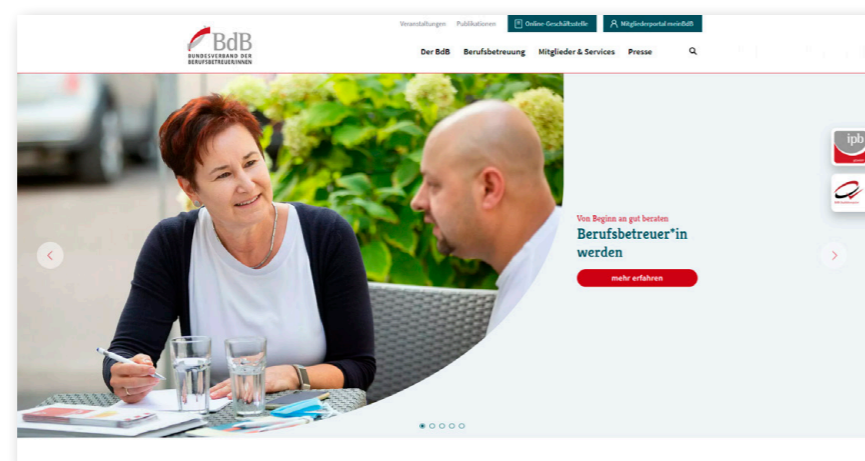 Veranstaltungen Publikationen Online-Geschäftsstelle Mitgliederportal meinBdB
BdB
BUNDESVERBAND DER
BERUFSBETREUER/INNEN
Der BdB Berufsbetreuung Mitglieder & Services Presse
ipb
Von Beginn an gut beraten
Berufsbetreuer*in
werden
mehr erfahren